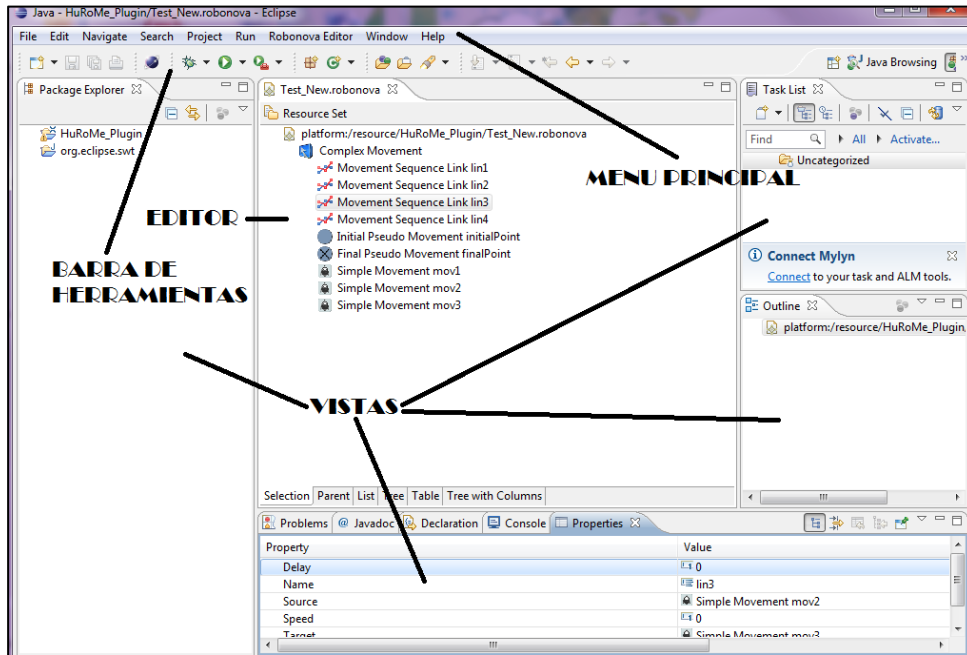 Java - HuRoMe_Plugin/Test_New.robonova - Eclipse
File Edit Navigate Search Project Run Robonova Editor Window Help
Java Browsing
Package Explorer
HuRoMe_Plugin
org.eclipse.swt
Test_New.robonova
Resource Set
platform:/resource/HuRoMe_Plugin/Test_New.robonova
Complex Movement
Movement Sequence Link lin1
Movement Sequence Link lin2
Movement Sequence Link lin3
Movement Sequence Link lin4
Initial Pseudo Movement initialPoint
Final Pseudo Movement finalPoint
Simple Movement mov1
Simple Movement mov2
Simple Movement mov3
Selection Parent List Tree Table Tree with Columns
Task List
Find All Activate...
Uncategorized
Connect Mylyn
Connect to your task and ALM tools.
Outline
platform:/resource/HuRoMe_Plugin,
MENU PRINCIPAL
EDITOR
BARRA DE
HERRAMIENTAS
VISTAS
Problems @ Javadoc Declaration Console Properties
Property Value
Delay 0
Name lin3
Source Simple Movement mov2
Speed 0
Target Simple Movement mov3